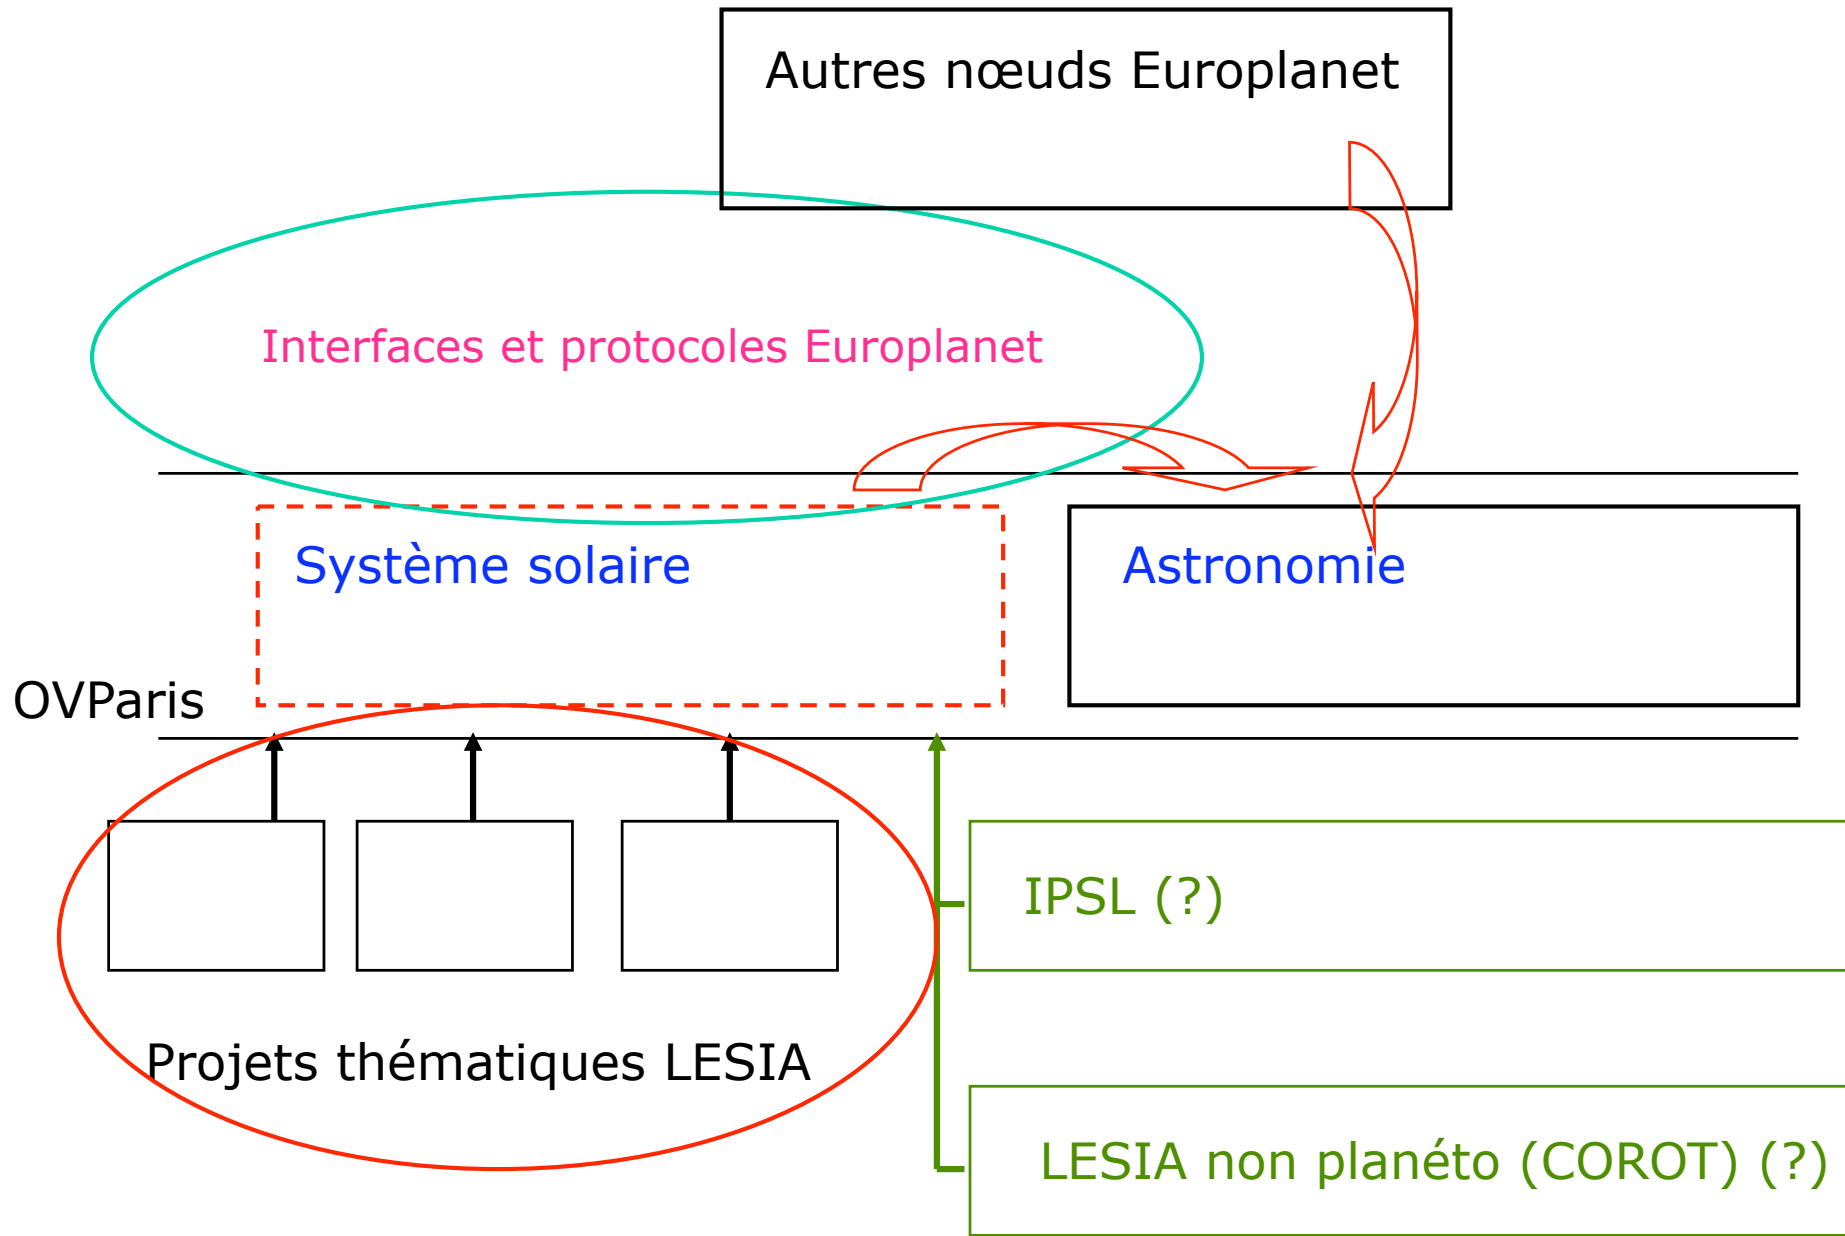 Autres nœuds Europlanet
Interfaces et protocoles Europlanet
Système solaire
Astronomie
OVParis
IPSL (?)
Projets thématiques LESIA
LESIA non planéto (COROT) (?)